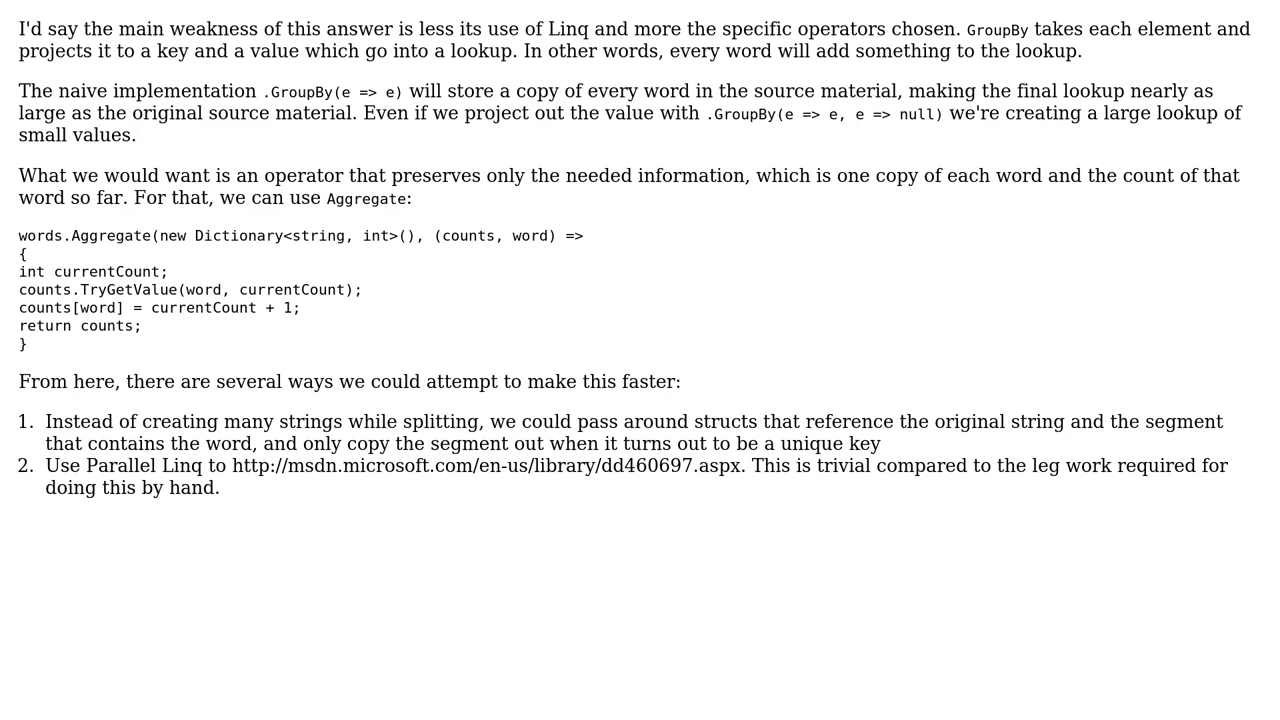 I'd say the main weakness of this answer is less its use of Linq and more the specific operators chosen. GroupBy takes each element and
projects it to a key and a value which go into a lookup. In other words, every word will add something to the lookup.
The naive implementation .GroupBy(e => e) will store a copy of every word in the source material, making the final lookup nearly as
large as the original source material. Even if we project out the value with .GroupBy(e => e, e => null) we're creating a large lookup of
small values.
What we would want is an operator that preserves only the needed information, which is one copy of each word and the count of that
word so far. For that, we can use Aggregate:
words.Aggregate(new Dictionary<string, int>(), (counts, word) =>
{
int currentCount;
counts.TryGetValue(word, currentCount);
counts[word] = currentCount + 1;
return counts;
}
From here, there are several ways we could attempt to make this faster:
1. Instead of creating many strings while splitting, we could pass around structs that reference the original string and the segment
that contains the word, and only copy the segment out when it turns out to be a unique key
2. Use Parallel Linq to http://msdn.microsoft.com/en-us/library/dd460697.aspx. This is trivial compared to the leg work required for
doing this by hand.